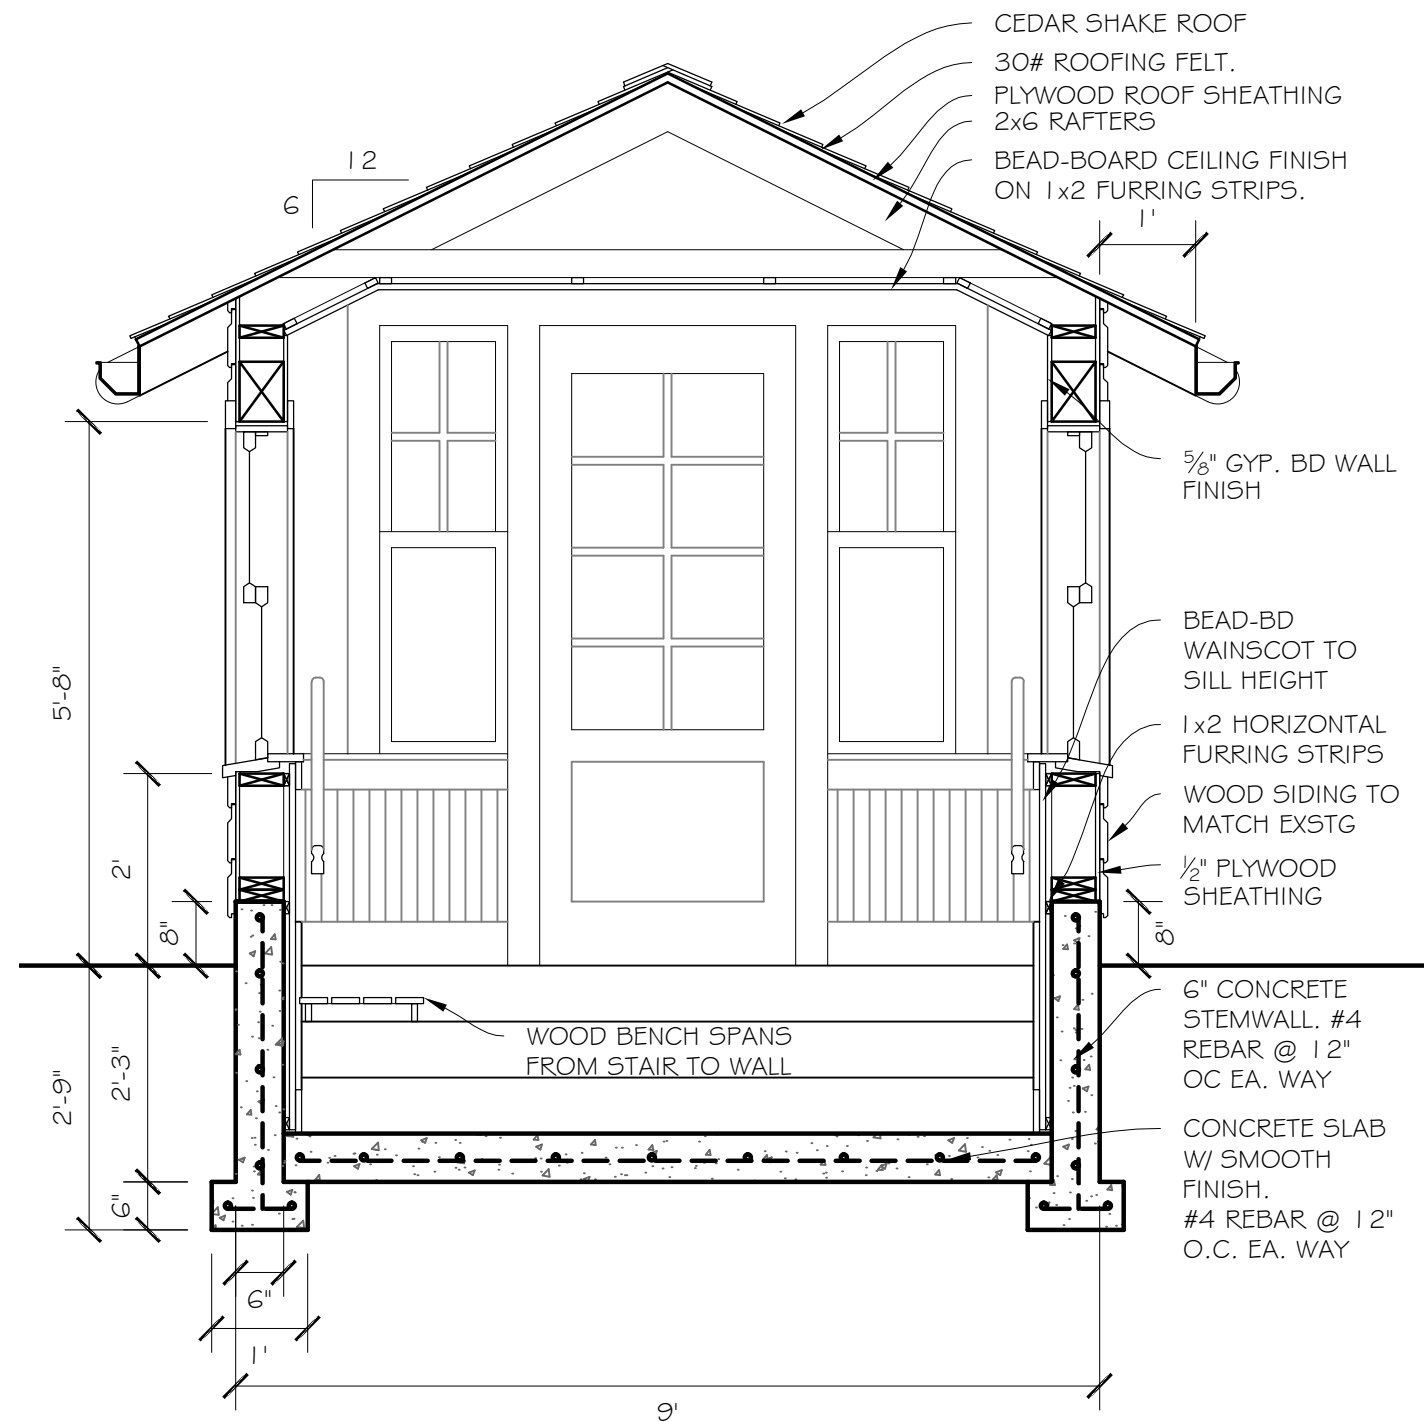 CEDAR SHAKE ROOF
30# ROOFING FELT.
PLYWOOD ROOF SHEATHING
2x6 RAFTERS
BEAD-BOARD CEILING FINISH
ON 1x2 FURRING STRIPS.
12
6
1'
5/8" GYP. BD WALL
FINISH
BEAD-BD
WAINSCOT TO
SILL HEIGHT
1x2 HORIZONTAL
FURRING STRIPS
WOOD SIDING TO
MATCH EXSTG
1/2" PLYWOOD
SHEATHING
8"
5'-8"
2'
8"
6" CONCRETE
STEMWALL. #4
REBAR @ 12"
OC EA. WAY
WOOD BENCH SPANS
FROM STAIR TO WALL
2'-9"
2'-3"
6"
CONCRETE SLAB
W/ SMOOTH
FINISH.
#4 REBAR @ 12"
O.C. EA. WAY
6"
1'
9'